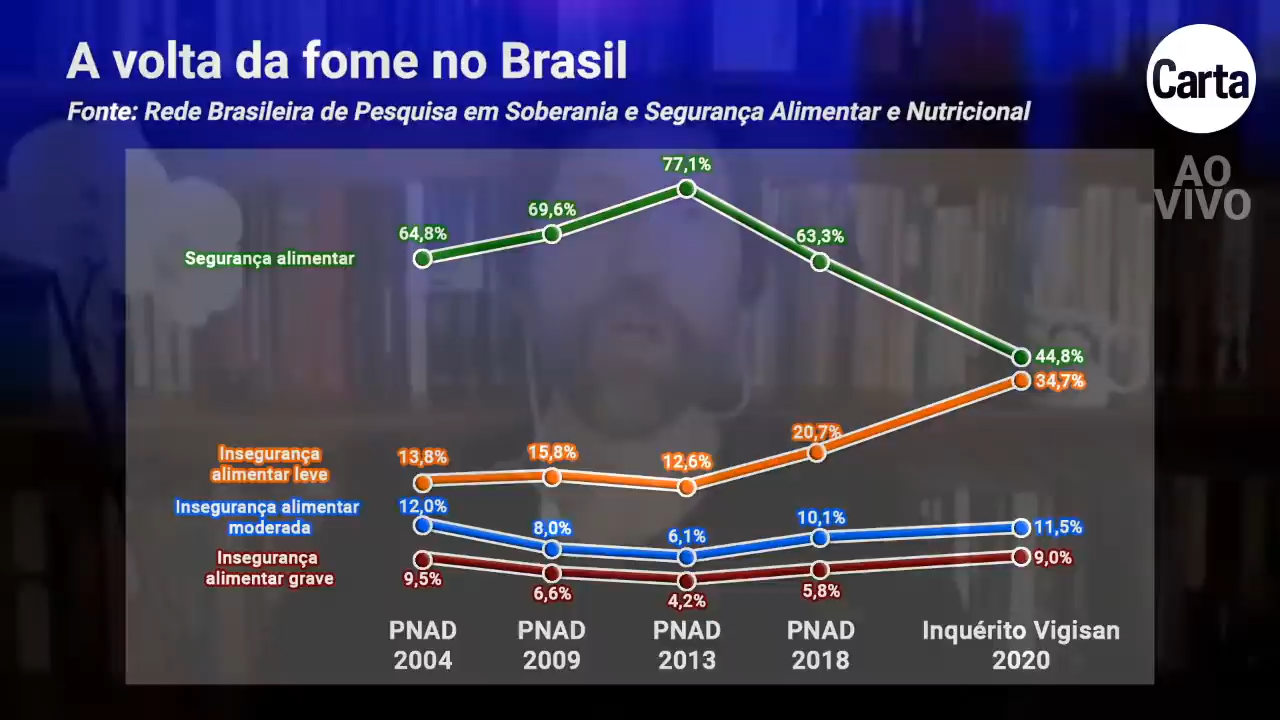 A volta da fome no Brasil
Fonte: Rede Brasileira de Pesquisa em Soberania e Segurança Alimentar e Nutricional
Carta
AO
VIVO
77,1%
69,6%
64,8%
63,3%
Segurança alimentar
44,8%
34,7%
20,7%
15,8%
13,8%
12,6%
Insegurança
alimentar leve
12,0%
Insegurança alimentar
moderada
8,0%
6,1%
10,1%
11,5%
Insegurança
alimentar grave
9,5%
6,6%
4,2%
5,8%
9,0%
PNAD
2004
PNAD
2009
PNAD
2013
PNAD
2018
Inquérito Vigisan
2020